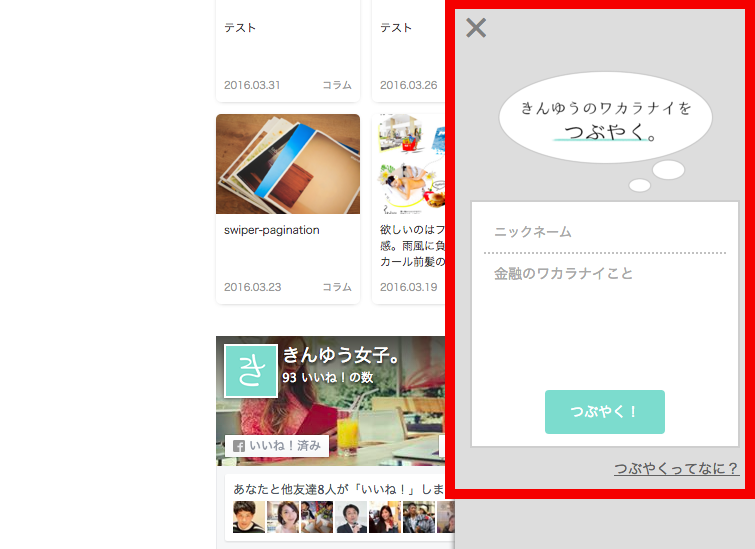 テスト
2016.03.31 コラム
テスト
2016.03.26
swiper-pagination
2016.03.23 コラム
欲しいのはフ
感。雨風に負
カール前髪の
2016.03.19
きんゆう女子。
93 いいね！の数
いいね！済み
あなたと他友達8人が「いいね！」しま
きんゆうのワカラナイを
つぶやく。
ニックネーム
金融のワカラナイこと
つぶやく！
つぶやくってなに？